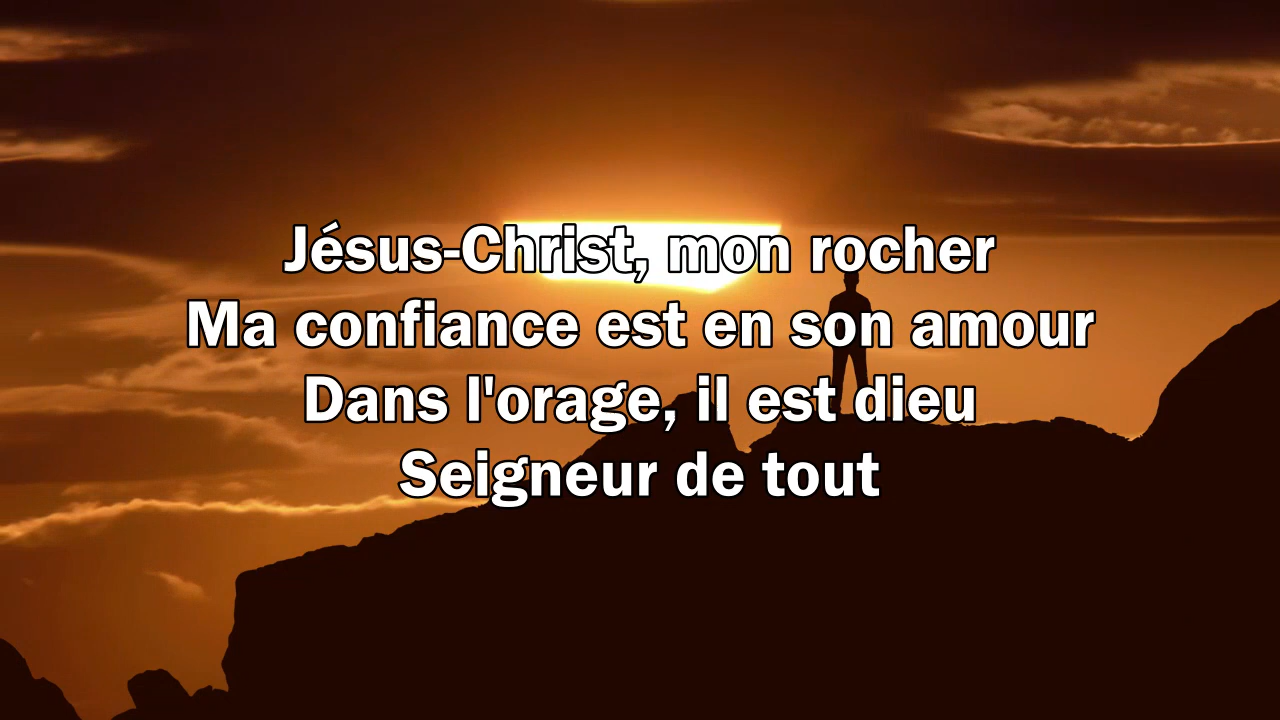 Jésus-Christ, mon rocher
Ma confiance est en son amour
Dans l'orage, il est dieu
Seigneur de tout